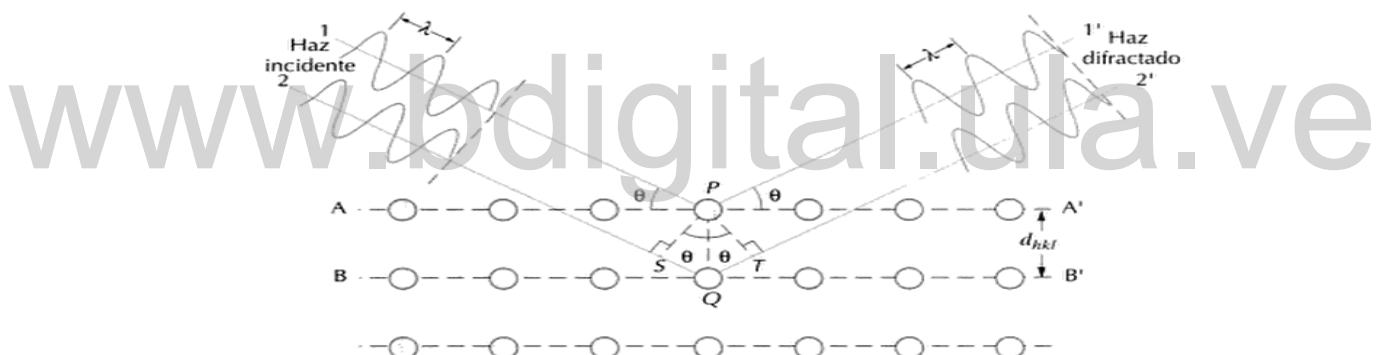 1
Haz
incidente
2
λ
λ
1'
Haz
difractado
2'
www.bdigital.ula.ve
θ
P
θ
A
A'
d_hkl
S
θ
θ
T
B
B'
Q